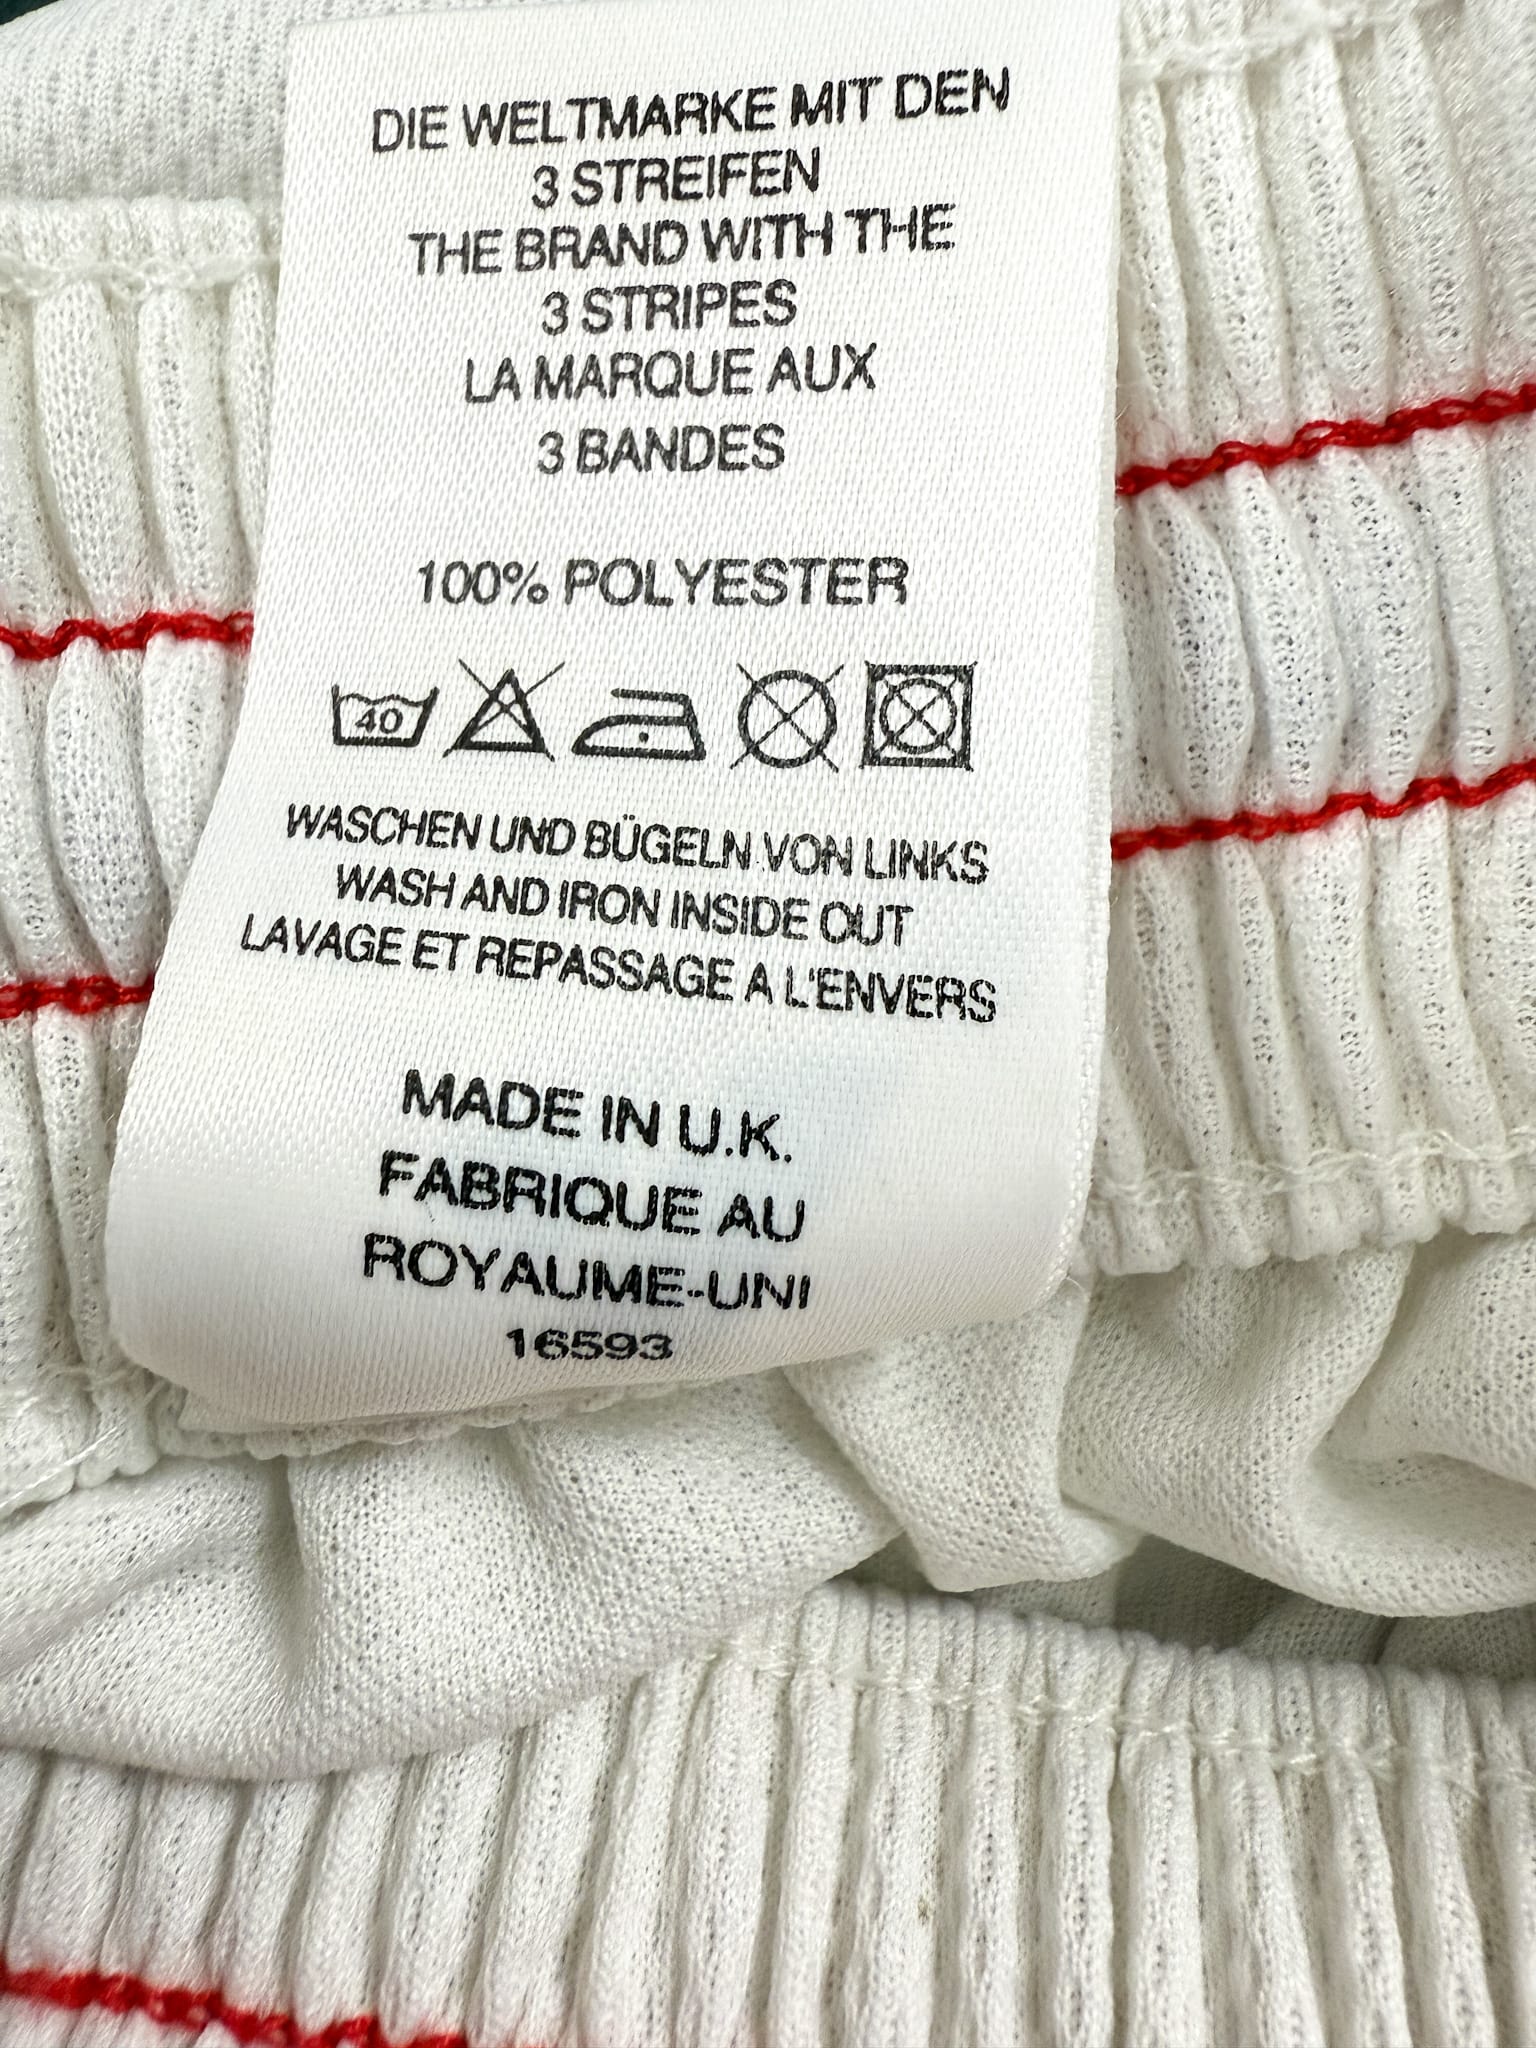 DIE WELTMARKE MIT DEN
3 STREIFEN
THE BRAND WITH THE
3 STRIPES
LA MARQUE AUX
3 BANDES
100% POLYESTER
40
WASCHEN UND BÜGELN VON LINKS
WASH AND IRON INSIDE OUT
LAVAGE ET REPASSAGE A L'ENVERS
MADE IN U.K.
FABRIQUE AU
ROYAUME-UNI
16593